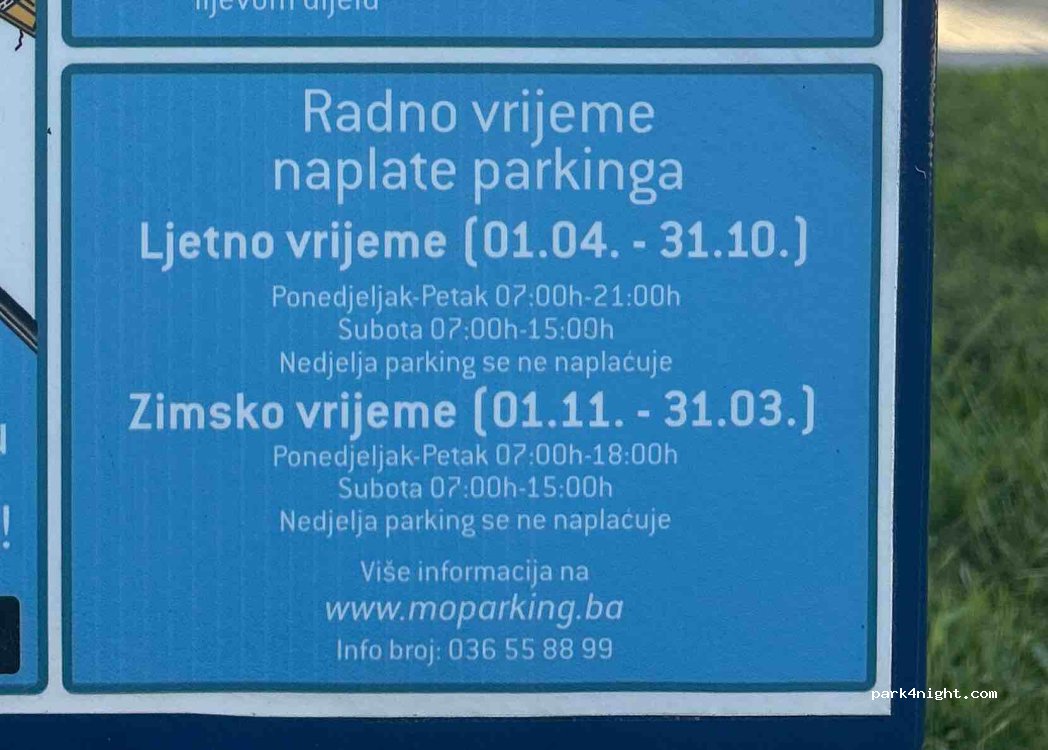 lijevom dijelu
Radno vrijeme
naplate parkinga
Ljetno vrijeme (01.04. - 31.10.)
Ponedjeljak-Petak 07:00h-21:00h
Subota 07:00h-15:00h
Nedjelja parking se ne naplaćuje
Zimsko vrijeme (01.11. - 31.03.)
Ponedjeljak-Petak 07:00h-18:00h
Subota 07:00h-15:00h
Nedjelja parking se ne naplaćuje
Više informacija na
www.moparking.ba
Info broj: 036 55 88 99
!
park4night.com